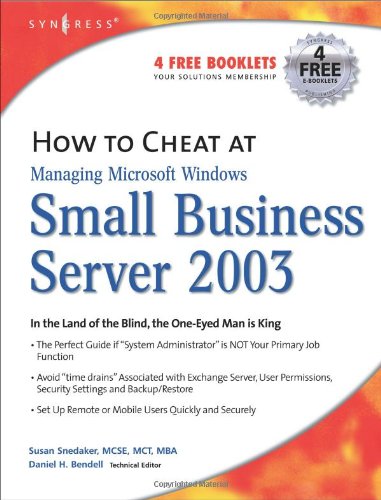 SYNGRESS®
4 FREE BOOKLETS
YOUR SOLUTIONS MEMBERSHIP
SYNGRESS
4
FREE
E-BOOKLETS
HOW TO CHEAT AT
Managing Microsoft Windows
Small Business
Server 2003
In the Land of the Blind, the One-Eyed Man is King
• The Perfect Guide if "System Administrator" is NOT Your Primary Job
Function
• Avoid "time drains" Associated with Exchange Server, User Permissions,
Security Settings and Backup/Restore
• Set Up Remote or Mobile Users Quickly and Securely
Susan Snedaker, MCSE, MCT, MBA
Daniel H. Bendell Technical Editor